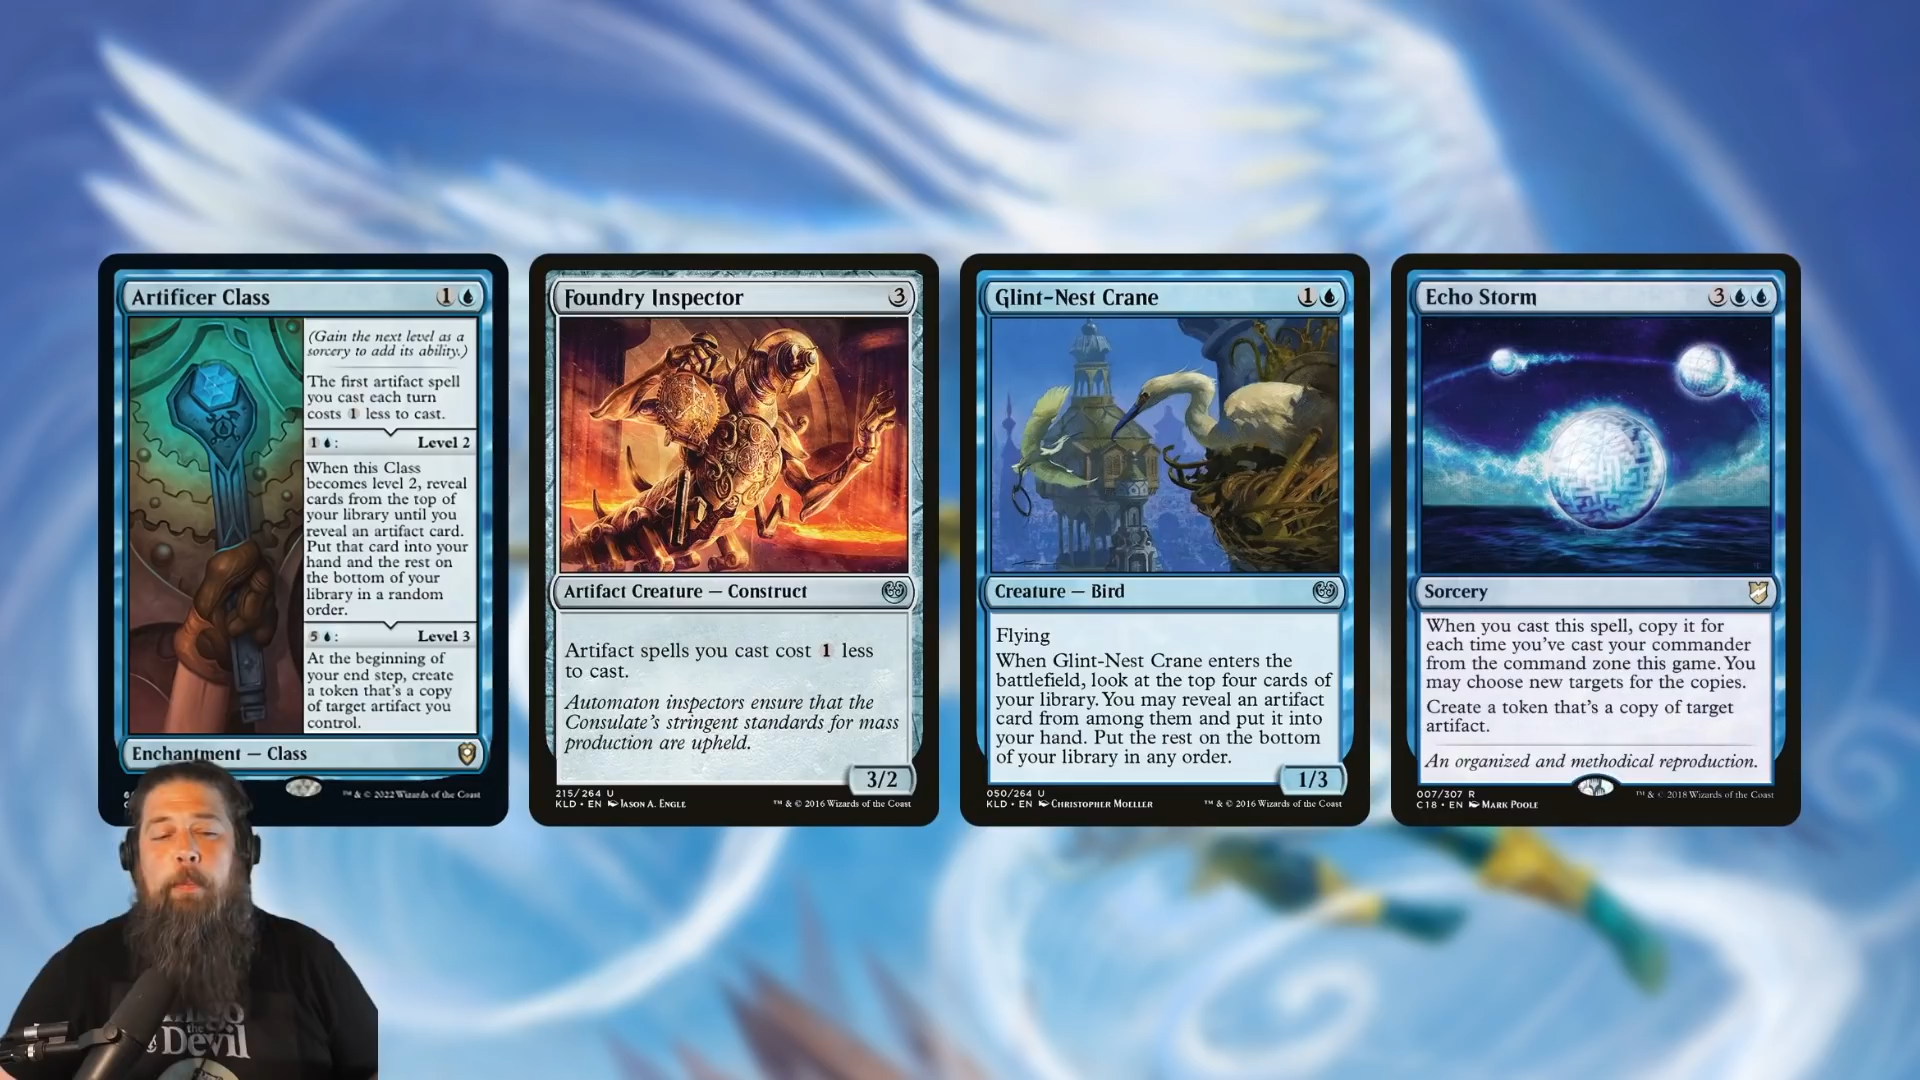 Artificer Class 1
(Gain the next level as a
sorcery to add its ability.)
The first artifact spell
you cast each turn
costs 1 less to cast.
1 : Level 2
When this Class
becomes level 2, reveal
cards from the top of
your library until you
reveal an artifact card.
Put that card into your
hand and the rest on
the bottom of your
library in a random
order.
5 : Level 3
At the beginning of
your end step, create
a token that's a copy
of target artifact you
control.
Enchantment — Class
™ & © 2022 Wizards of the Coast
Foundry Inspector 3
Artifact Creature — Construct
Artifact spells you cast cost 1 less
to cast.
Automaton inspectors ensure that the
Consulate's stringent standards for mass
production are upheld.
3/2
215/264 U
KLD • EN Jason A. Engle ™ & © 2016 Wizards of the Coast
Glint-Nest Crane 1
Creature — Bird
Flying
When Glint-Nest Crane enters the
battlefield, look at the top four cards of
your library. You may reveal an artifact
card from among them and put it into
your hand. Put the rest on the bottom
of your library in any order.
1/3
050/264 U
KLD • EN Christopher Moeller ™ & © 2016 Wizards of the Coast
Echo Storm 3
Sorcery
When you cast this spell, copy it for
each time you've cast your commander
from the command zone this game. You
may choose new targets for the copies.
Create a token that's a copy of target
artifact.
An organized and methodical reproduction.
007/307 R
C18 • EN Mark Poole ™ & © 2018 Wizards of the Coast
the
Devil